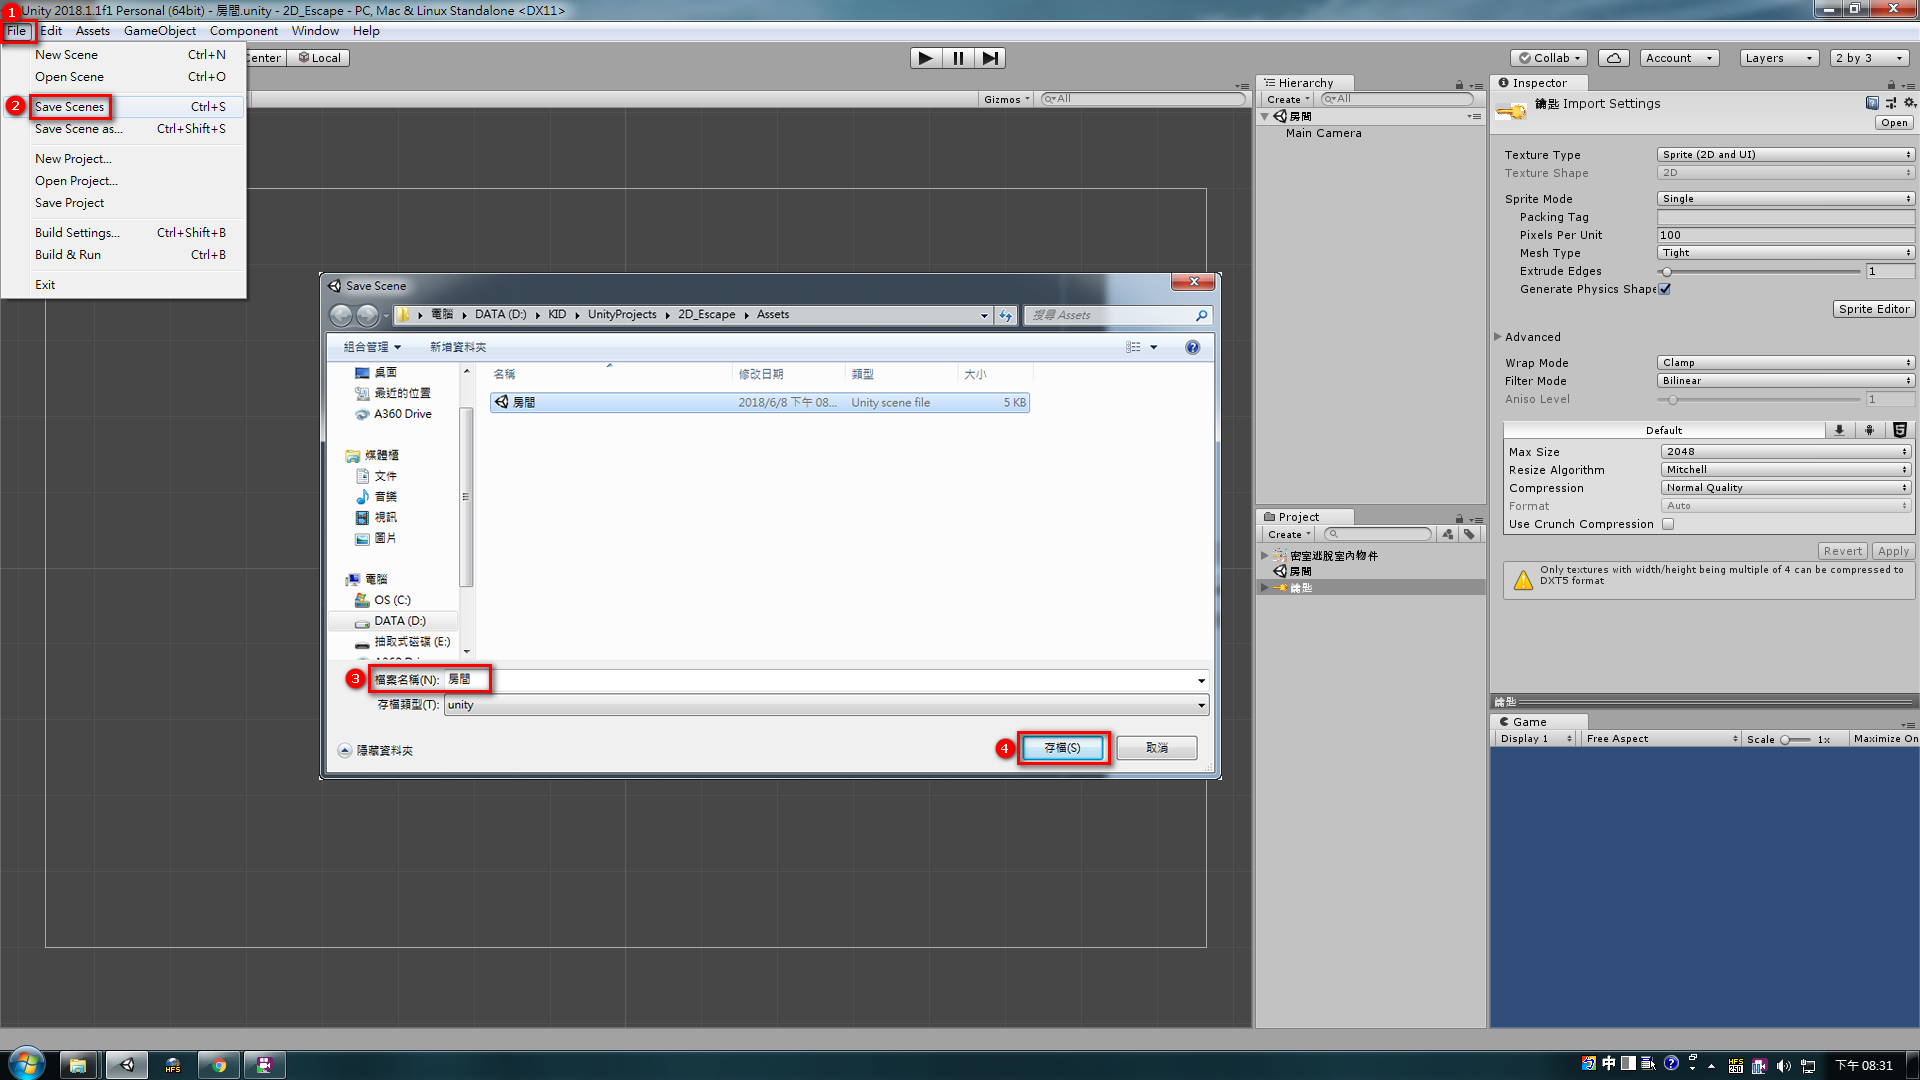 1
Unity 2018.1.1f1 Personal (64bit) - 房間.unity - 2D_Escape - PC, Mac & Linux Standalone <DX11>
File Edit Assets GameObject Component Window Help
New Scene Ctrl+N
Open Scene Ctrl+O
2 Save Scenes Ctrl+S
Save Scene as... Ctrl+Shift+S
New Project...
Open Project...
Save Project
Build Settings... Ctrl+Shift+B
Build & Run Ctrl+B
Exit
Center Local
Collab Account Layers 2 by 3
Gizmos All
Save Scene
電腦 DATA (D:) KID UnityProjects 2D_Escape Assets
搜尋 Assets
組合管理 新增資料夾
桌面
最近的位置
A360 Drive
媒體櫃
文件
音樂
視訊
圖片
電腦
OS (C:)
DATA (D:)
抽取式磁碟 (E:)
名稱 修改日期 類型 大小
房間 2018/6/8 下午 08... Unity scene file 5 KB
3 檔案名稱(N): 房間
存檔類型(T): unity
隱藏資料夾
4 存檔(S) 取消
Hierarchy
Create All
房間
Main Camera
Project
Create
密室逃脫室內物件
房間
鑰匙
Inspector
鑰匙 Import Settings
Open
Texture Type Sprite (2D and UI)
Texture Shape 2D
Sprite Mode Single
Packing Tag
Pixels Per Unit 100
Mesh Type Tight
Extrude Edges 1
Generate Physics Shape
Sprite Editor
Advanced
Wrap Mode Clamp
Filter Mode Bilinear
Aniso Level 1
Default
Max Size 2048
Resize Algorithm Mitchell
Compression Normal Quality
Format Auto
Use Crunch Compression
Revert Apply
Only textures with width/height being multiple of 4 can be compressed to
DXT5 format
鑰匙
Game
Display 1 Free Aspect Scale 1x Maximize On
HFS
中
HFS
250
下午 08:31